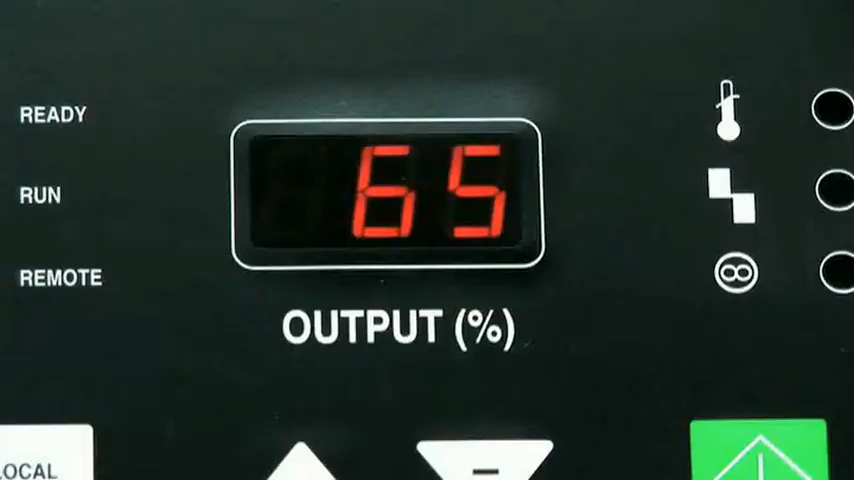 READY
RUN
REMOTE
65
OUTPUT (%)
LOCAL